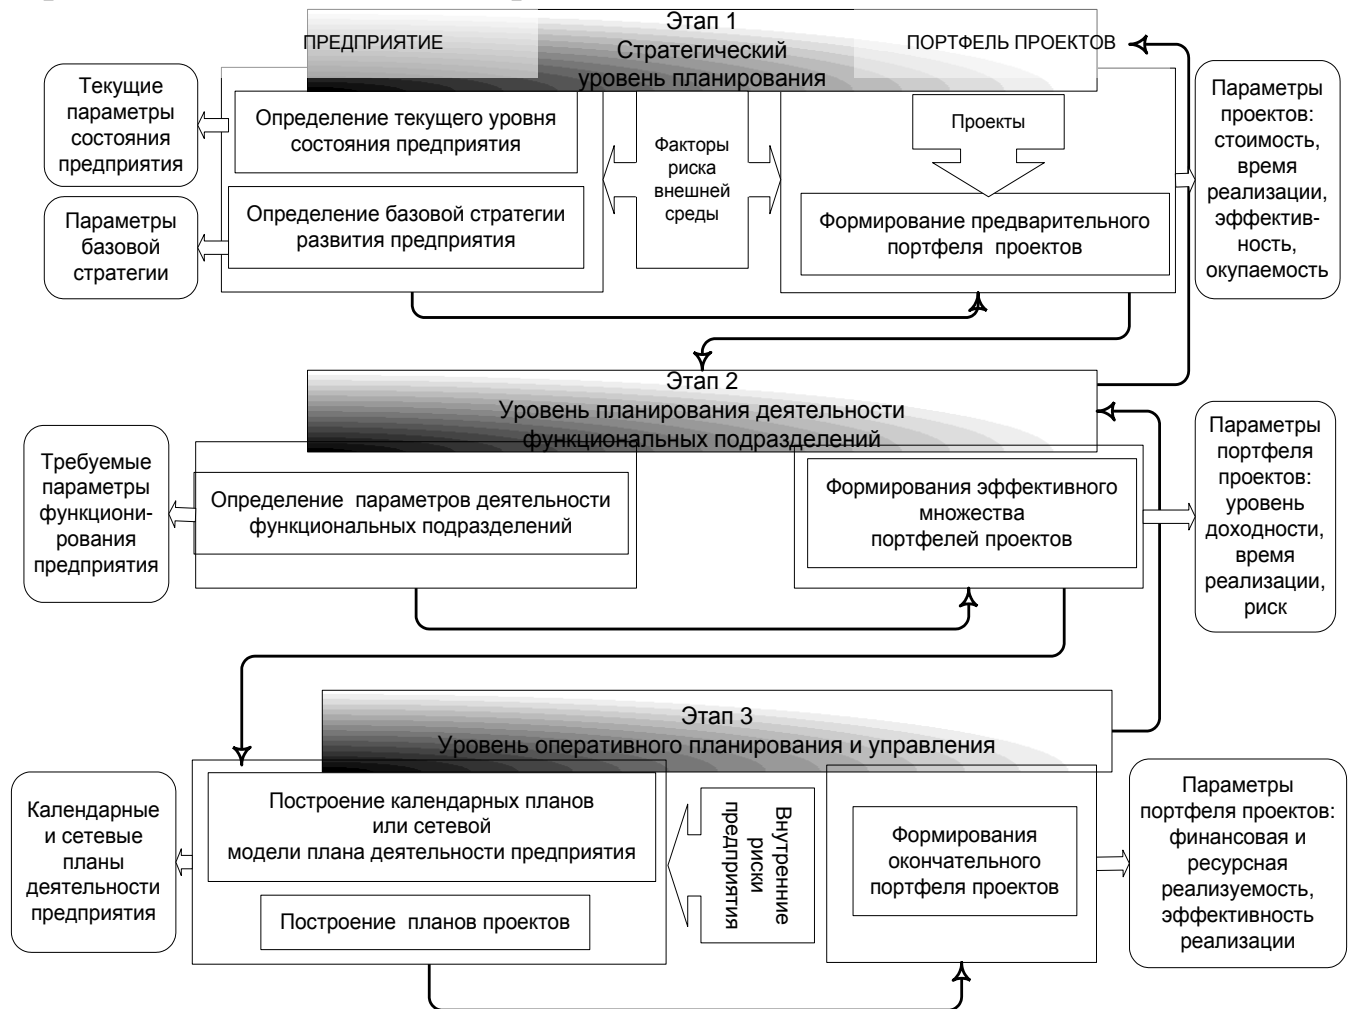 Этап 1
ПРЕДПРИЯТИЕ
Стратегический
уровень планирования
ПОРТФЕЛЬ ПРОЕКТОВ
Текущие
параметры
состояния
предприятия
Определение текущего уровня
состояния предприятия
Факторы
риска
внешней
среды
Проекты
Параметры
проектов:
стоимость,
время
реализации,
эффектив-
ность,
окупаемость
Параметры
базовой
стратегии
Определение базовой стратегии
развития предприятия
Формирование предварительного
портфеля проектов
Этап 2
Уровень планирования деятельности
функциональных подразделений
Требуемые
параметры
функциони-
рования
предприятия
Определение параметров деятельности
функциональных подразделений
Формирования эффективного
множества
портфелей проектов
Параметры
портфеля
проектов:
уровень
доходности,
время
реализации,
риск
Этап 3
Уровень оперативного планирования и управления
Календарные
и сетевые
планы
деятельности
предприятия
Построение календарных планов
или сетевой
модели плана деятельности предприятия
Построение планов проектов
Внутренние
риски
предприятия
Формирования
окончательного
портфеля проектов
Параметры
портфеля проектов:
финансовая и
ресурсная
реализуемость,
эффективность
реализации